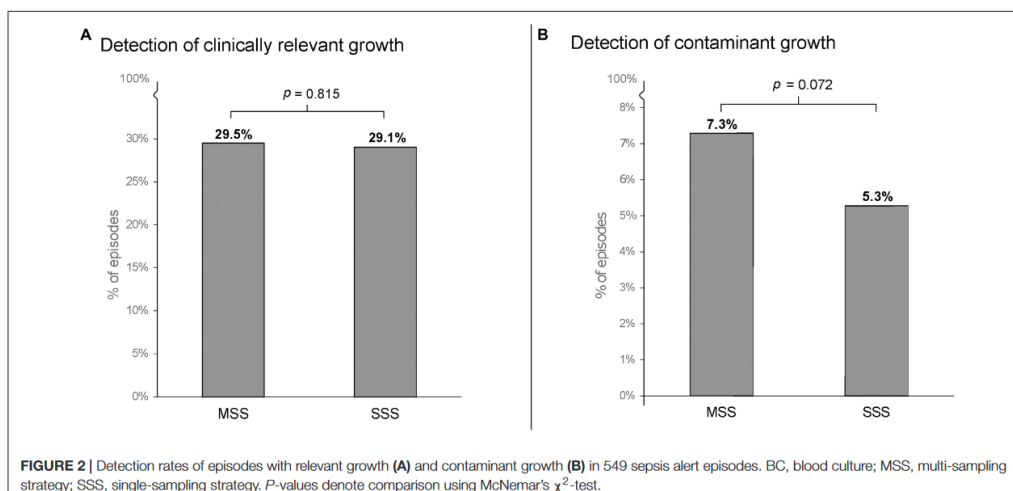 A Detection of clinically relevant growth
100%
p = 0.815
30%
29.5%
29.1%
25%
20%
15%
10%
5%
0%
% of episodes
MSS SSS
B Detection of contaminant growth
100%
p = 0.072
8%
7.3%
7%
6%
5.3%
5%
4%
3%
2%
1%
0%
% of episodes
MSS SSS
FIGURE 2 | Detection rates of episodes with relevant growth (A) and contaminant growth (B) in 549 sepsis alert episodes. BC, blood culture; MSS, multi-sampling
strategy; SSS, single-sampling strategy. P-values denote comparison using McNemar's χ²-test.